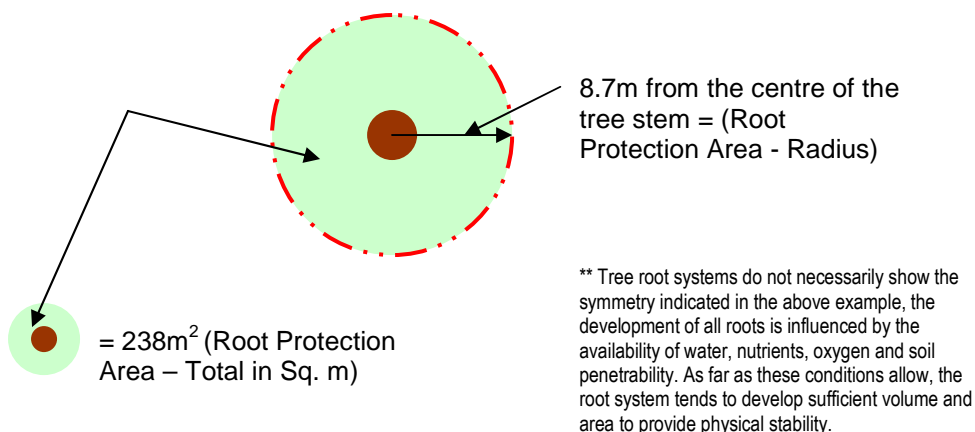 8.7m from the centre of the
tree stem = (Root
Protection Area - Radius)
= 238m² (Root Protection
Area – Total in Sq. m)
** Tree root systems do not necessarily show the
symmetry indicated in the above example, the
development of all roots is influenced by the
availability of water, nutrients, oxygen and soil
penetrability. As far as these conditions allow, the
root system tends to develop sufficient volume and
area to provide physical stability.